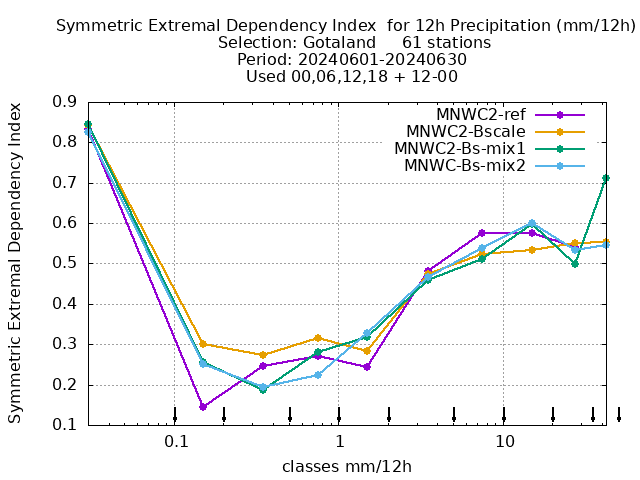 Symmetric Extremal Dependency Index  for 12h Precipitation (mm/12h)
Selection: Gotaland     61 stations
Period: 20240601-20240630
Used 00,06,12,18 + 12-00
MNWC2-ref
MNWC2-Bscale
MNWC2-Bs-mix1
MNWC-Bs-mix2
Symmetric Extremal Dependency Index
0.9
0.8
0.7
0.6
0.5
0.4
0.3
0.2
0.1
0.1 1 10
classes mm/12h